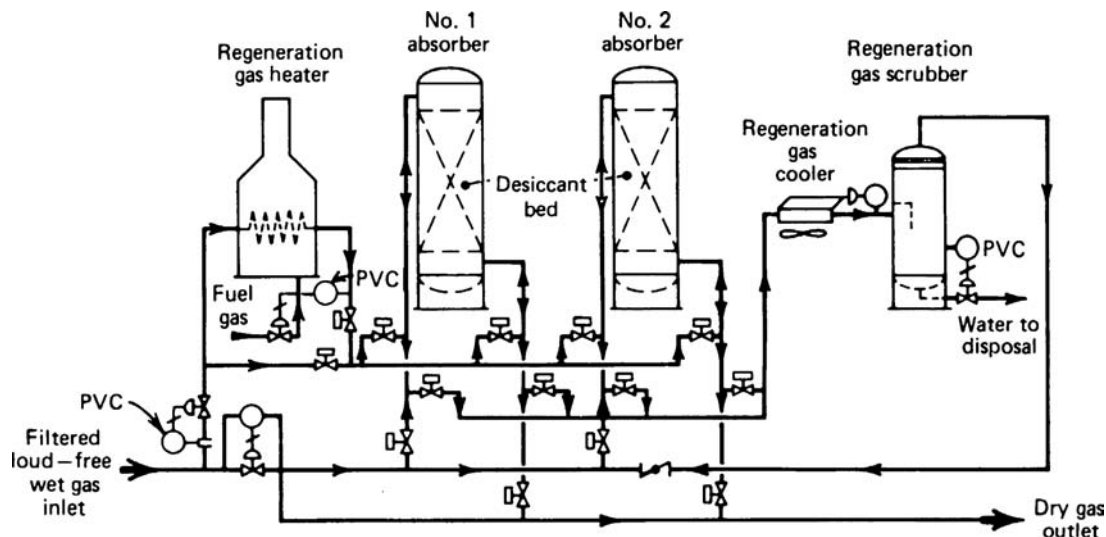 No. 1
absorber
No. 2
absorber
Regeneration
gas heater
Regeneration
gas scrubber
Regeneration
gas
cooler
Desiccant
bed
PVC
Fuel
gas
PVC
Water to
disposal
PVC
Filtered
loud–free
wet gas
inlet
Dry gas
outlet